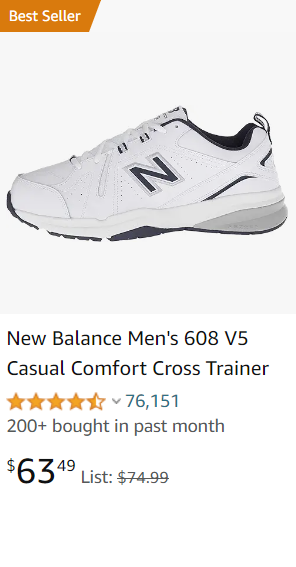 Best Seller
N
New Balance Men's 608 V5
Casual Comfort Cross Trainer
76,151
200+ bought in past month
$63.49 List: $74.99